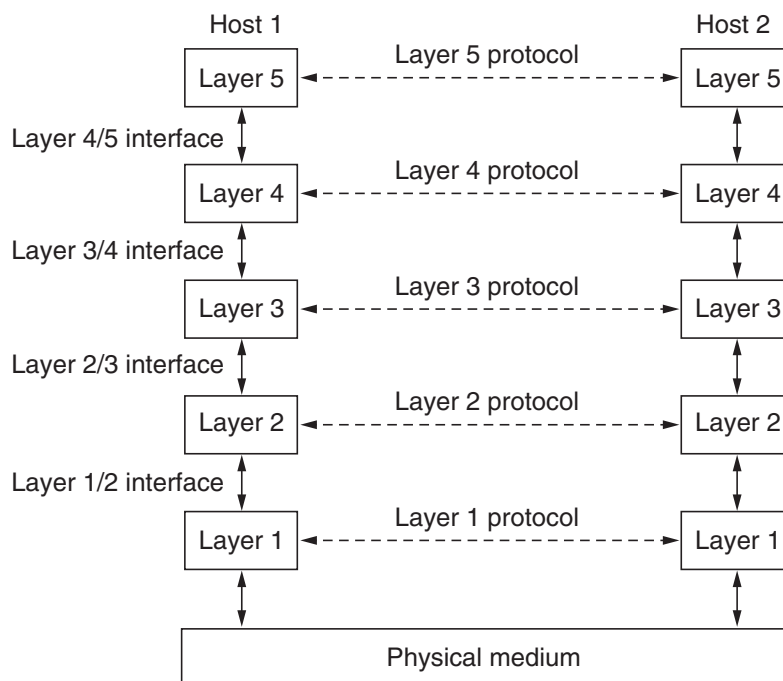 Host 1
Host 2
Layer 5
Layer 5 protocol
Layer 5
Layer 4/5 interface
Layer 4
Layer 4 protocol
Layer 4
Layer 3/4 interface
Layer 3
Layer 3 protocol
Layer 3
Layer 2/3 interface
Layer 2
Layer 2 protocol
Layer 2
Layer 1/2 interface
Layer 1
Layer 1 protocol
Layer 1
Physical medium